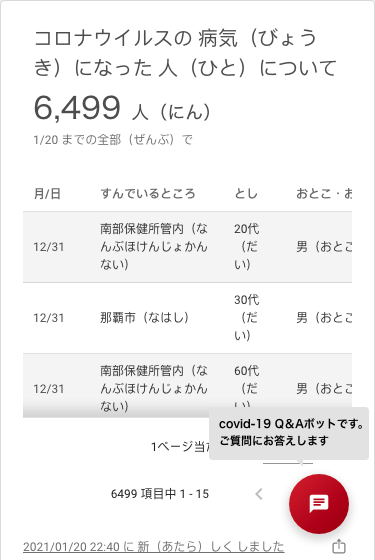 コロナウイルスの 病気（びょう
き）になった 人（ひと）について
6,499 人（にん）
1/20 までの全部（ぜんぶ）で
月/日 すんでいるところ とし おとこ・お
12/31 南部保健所管内（な
んぶほけんじょかん
ない） 20代
（だ
い） 男（おとこ
12/31 那覇市（なはし） 30代
（だ
い） 男（おとこ
12/31 南部保健所管内（な
んぶほけんじょかん
ない） 60代
（だ
い） 男（おとこ
covid-19 Q&Aボットです。
ご質問にお答えします
1ページ当た
6499 項目中 1 - 15
2021/01/20 22:40 に 新（あたら）しく しました